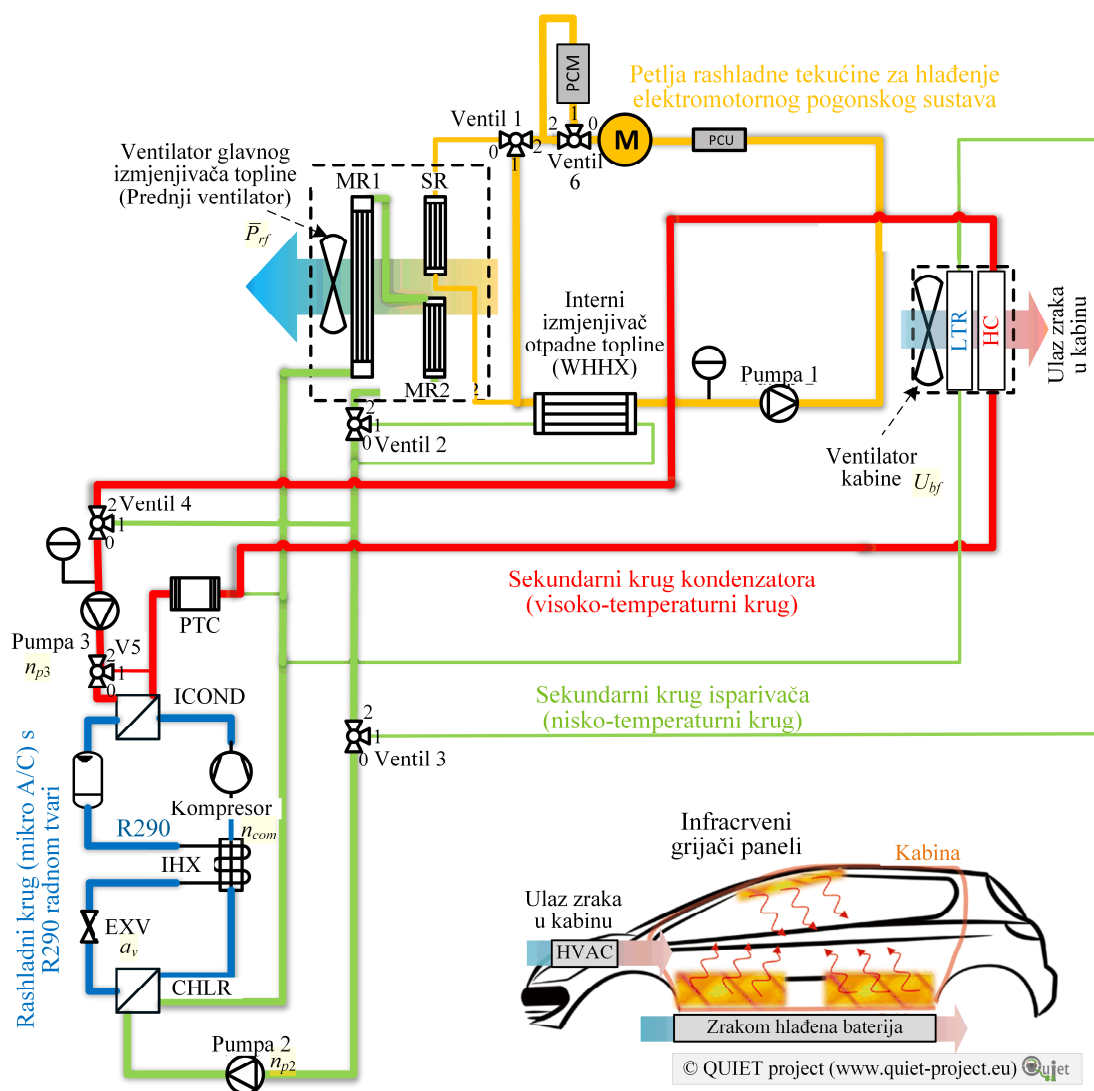 PCM
Petlja rashladne tekućine za hlađenje
elektromotornog pogonskog sustava
Ventil 1
0
2
1
2
1
0
M
PCU
Ventil
6
Ventilator glavnog
izmjenjivača topline
(Prednji ventilator)
P̅rf
MR1
SR
MR2
2
Interni
izmjenjivač
otpadne topline
(WHHX)
Pumpa 1
LTR
HC
Ulaz zraka
u kabinu
Ventilator
kabine Ubf
2
1
0
Ventil 2
2
1
0
Ventil 4
Sekundarni krug kondenzatora
(visoko-temperaturni krug)
PTC
Pumpa 3
np3
V5
2
1
0
ICOND
Sekundarni krug isparivača
(nisko-temperaturni krug)
2
1
0
Ventil 3
Rashladni krug (mikro A/C) s
R290 radnom tvari
Kompresor
ncom
R290
IHX
EXV
av
CHLR
Pumpa 2
np2
Infracrveni
grijači paneli
Kabina
Ulaz zraka
u kabinu
HVAC
Zrakom hlađena baterija
© QUIET project (www.quiet-project.eu) Quiet